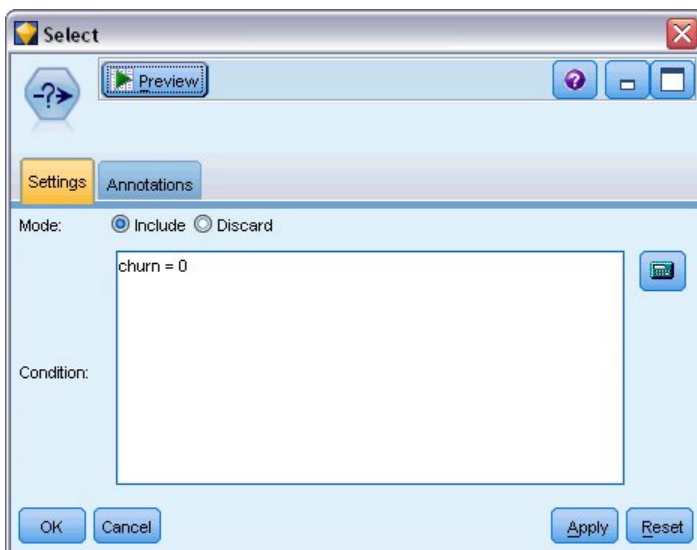 Select
Preview
Settings
Annotations
Mode:
Include
Discard
churn = 0
Condition:
OK
Cancel
Apply
Reset